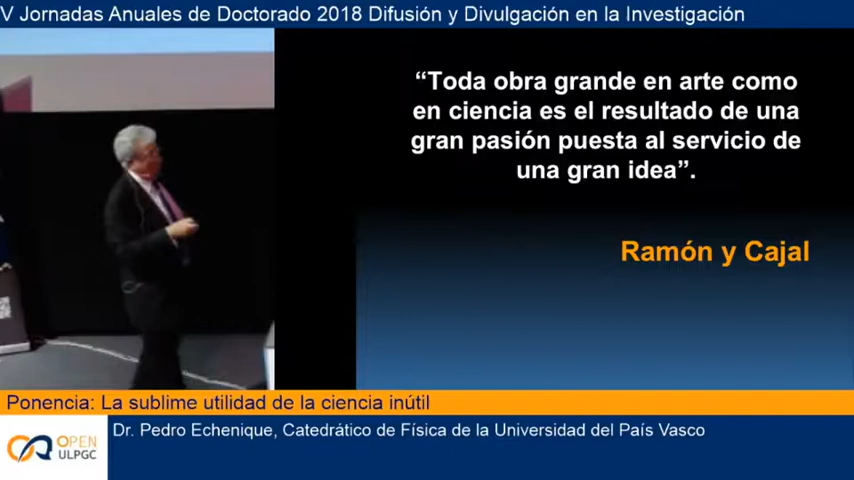 V Jornadas Anuales de Doctorado 2018 Difusión y Divulgación en la Investigación
“Toda obra grande en arte como
en ciencia es el resultado de una
gran pasión puesta al servicio de
una gran idea”.
Ramón y Cajal
Ponencia: La sublime utilidad de la ciencia inútil
Dr. Pedro Echenique, Catedrático de Física de la Universidad del País Vasco
OPEN
ULPGC